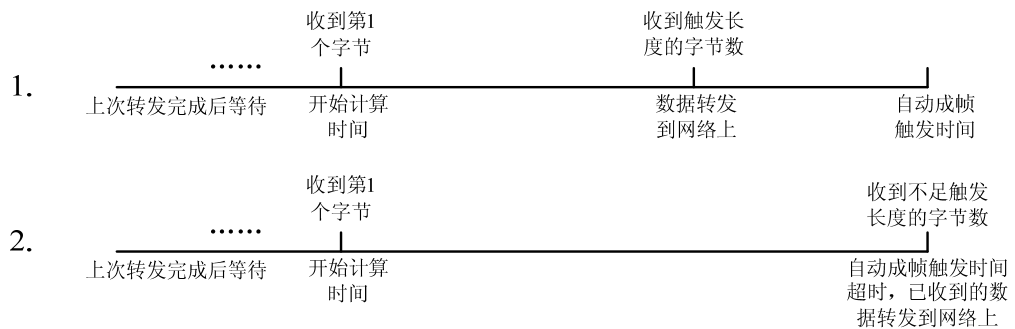 收到第1
个字节
收到触发长
度的字节数
……
1.
上次转发完成后等待
开始计算
时间
数据转发
到网络上
自动成帧
触发时间
收到第1
个字节
收到不足触发
长度的字节数
……
2.
上次转发完成后等待
开始计算
时间
自动成帧触发时间
超时，已收到的数
据转发到网络上